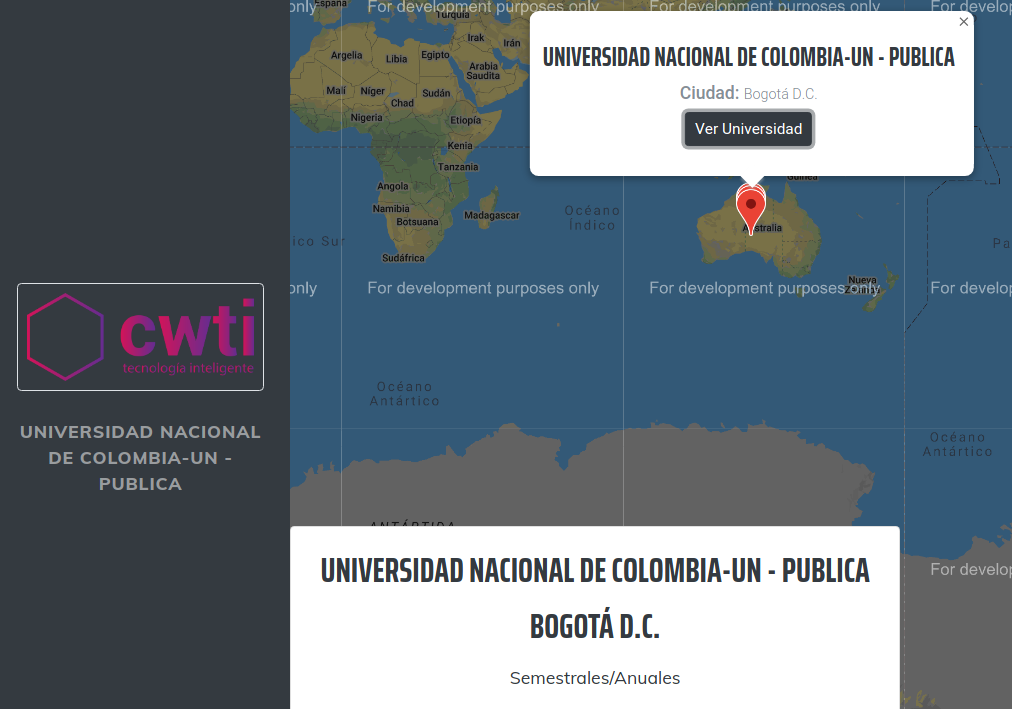 cwti
tecnología inteligente
UNIVERSIDAD NACIONAL
DE COLOMBIA-UN -
PUBLICA
only
For development purposes only
For development purposes only
For develop
España
Turquía
Irak
Irán
Argelia
Libia
Egipto
Arabia
Saudita
Malí
Níger
Sudán
Chad
Nigeria
Etiopía
Kenia
Tanzania
Angola
Namibia
Botsuana
Madagascar
Sudáfrica
ico Sur
Océano
Índico
×
UNIVERSIDAD NACIONAL DE COLOMBIA-UN - PUBLICA
Ciudad: Bogotá D.C.
Ver Universidad
Guinea
Australia
Pa
Nueva
Zelanda
only
For development purposes only
For development purposes only
For develop
Océano
Antártico
Océano
Antártico
ANTÁRTICA
For develop
UNIVERSIDAD NACIONAL DE COLOMBIA-UN - PUBLICA
BOGOTÁ D.C.
Semestrales/Anuales